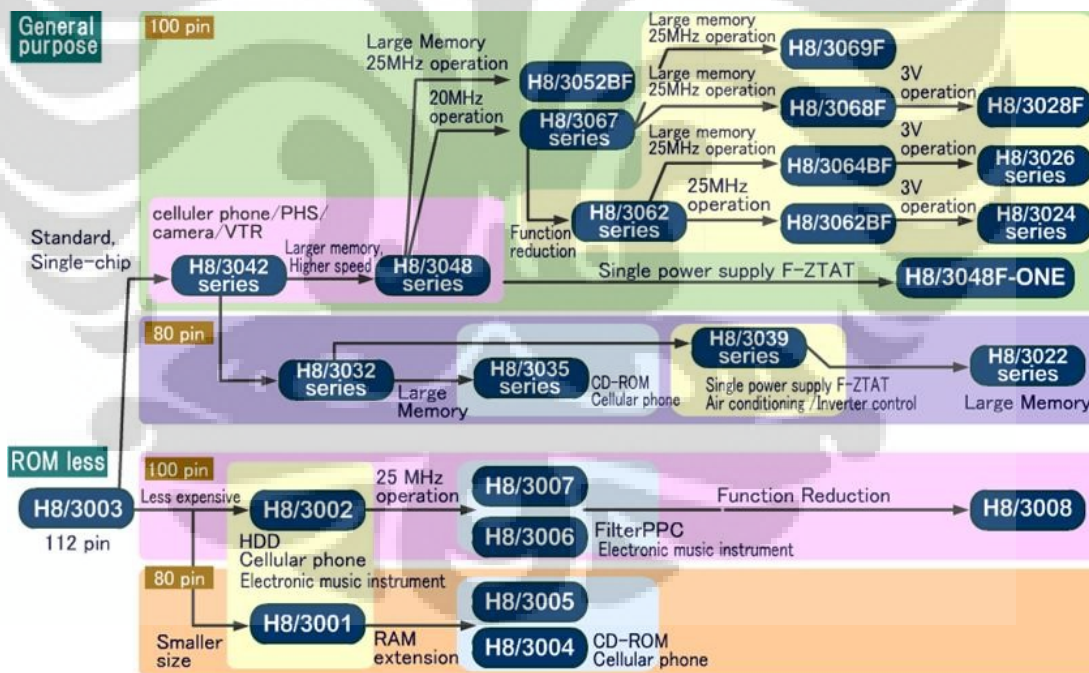 General
purpose
100 pin
Large Memory
25MHz operation
H8/3052BF
Large memory
25MHz operation
H8/3069F
20MHz
operation
H8/3067
series
Large memory
25MHz operation
H8/3068F
3V
operation
H8/3028F
Large memory
25MHz operation
H8/3064BF
3V
operation
H8/3026
series
Function
reduction
H8/3062
series
25MHz
operation
H8/3062BF
3V
operation
H8/3024
series
celluler phone/PHS/
camera/VTR
Standard,
Single-chip
H8/3042
series
Larger memory,
Higher speed
H8/3048
series
Single power supply F-ZTAT
H8/3048F-ONE
80 pin
H8/3032
series
Large
Memory
H8/3035
series
CD-ROM
Cellular phone
H8/3039
series
Single power supply F-ZTAT
Air conditioning /Inverter control
H8/3022
series
Large Memory
ROM less
H8/3003
112 pin
100 pin
Less expensive
H8/3002
HDD
Cellular phone
Electronic music instrument
25 MHz
operation
H8/3007
H8/3006
FilterPPC
Electronic music instrument
Function Reduction
H8/3008
80 pin
Smaller
size
H8/3001
RAM
extension
H8/3005
H8/3004
CD-ROM
Cellular phone